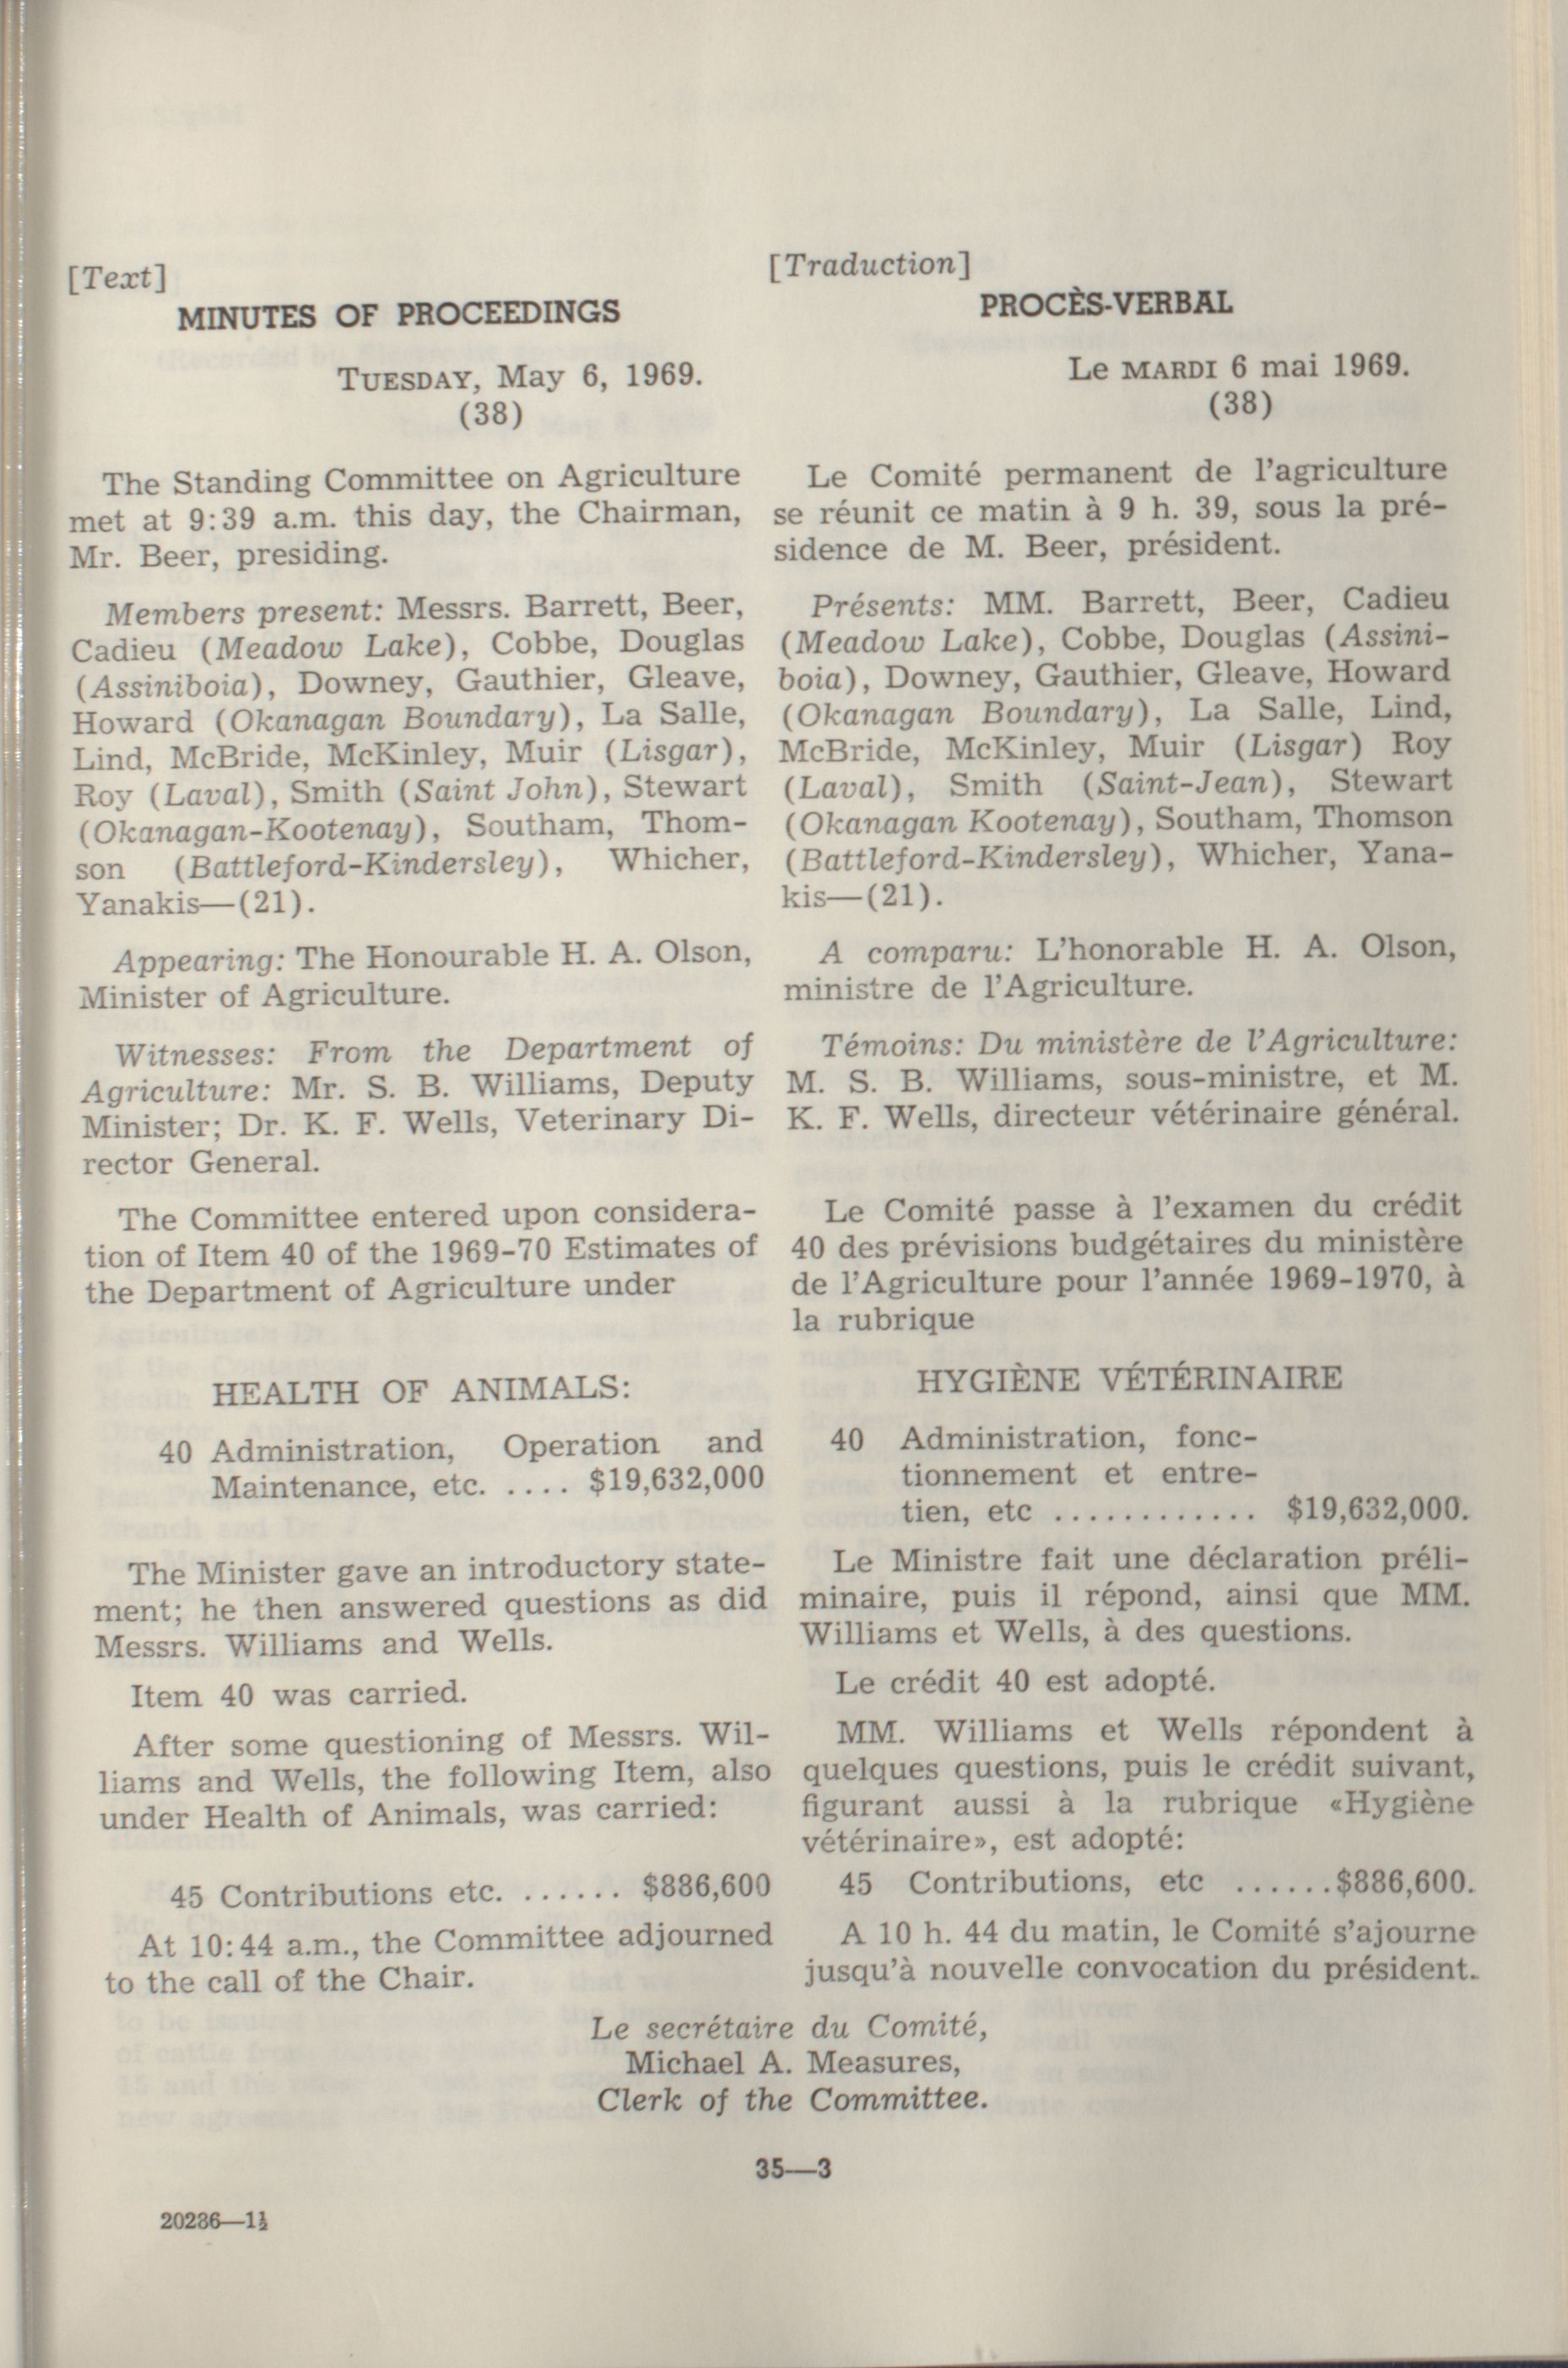 [Text]
MINUTES OF PROCEEDINGS
TUESDAY, May 6, 1969.
(38)
The Standing Committee on Agriculture
met at 9:39 a.m. this day, the Chairman,
Mr. Beer, presiding.
Members present: Messrs. Barrett, Beer,
Cadieu (Meadow Lake), Cobbe, Douglas
(Assiniboia), Downey, Gauthier, Gleave,
Howard (Okanagan Boundary), La Salle,
Lind, McBride, McKinley, Muir (Lisgar),
Roy (Laval), Smith (Saint John), Stewart
(Okanagan-Kootenay), Southam, Thom-
son (Battleford-Kindersley), Whicher,
Yanakis—(21).
Appearing: The Honourable H. A. Olson,
Minister of Agriculture.
Witnesses: From the Department of
Agriculture: Mr. S. B. Williams, Deputy
Minister; Dr. K. F. Wells, Veterinary Di-
rector General.
The Committee entered upon considera-
tion of Item 40 of the 1969-70 Estimates of
the Department of Agriculture under
HEALTH OF ANIMALS:
40 Administration, Operation and
Maintenance, etc. .... $19,632,000
The Minister gave an introductory state-
ment; he then answered questions as did
Messrs. Williams and Wells.
Item 40 was carried.
After some questioning of Messrs. Wil-
liams and Wells, the following Item, also
under Health of Animals, was carried:
45 Contributions etc. ...... $886,600
At 10:44 a.m., the Committee adjourned
to the call of the Chair.
[Traduction]
PROCÈS-VERBAL
Le MARDI 6 mai 1969.
(38)
Le Comité permanent de l'agriculture
se réunit ce matin à 9 h. 39, sous la pré-
sidence de M. Beer, président.
Présents: MM. Barrett, Beer, Cadieu
(Meadow Lake), Cobbe, Douglas (Assini-
boia), Downey, Gauthier, Gleave, Howard
(Okanagan Boundary), La Salle, Lind,
McBride, McKinley, Muir (Lisgar) Roy
(Laval), Smith (Saint-Jean), Stewart
(Okanagan Kootenay), Southam, Thomson
(Battleford-Kindersley), Whicher, Yana-
kis—(21).
A comparu: L'honorable H. A. Olson,
ministre de l'Agriculture.
Témoins: Du ministère de l'Agriculture:
M. S. B. Williams, sous-ministre, et M.
K. F. Wells, directeur vétérinaire général.
Le Comité passe à l'examen du crédit
40 des prévisions budgétaires du ministère
de l'Agriculture pour l'année 1969-1970, à
la rubrique
HYGIÈNE VÉTÉRINAIRE
40 Administration, fonc-
tionnement et entre-
tien, etc ............ $19,632,000.
Le Ministre fait une déclaration préli-
minaire, puis il répond, ainsi que MM.
Williams et Wells, à des questions.
Le crédit 40 est adopté.
MM. Williams et Wells répondent à
quelques questions, puis le crédit suivant,
figurant aussi à la rubrique «Hygiène
vétérinaire», est adopté:
45 Contributions, etc ......$886,600.
A 10 h. 44 du matin, le Comité s'ajourne
jusqu'à nouvelle convocation du président.
Le secrétaire du Comité,
Michael A. Measures,
Clerk of the Committee.
35—3
20236—1½